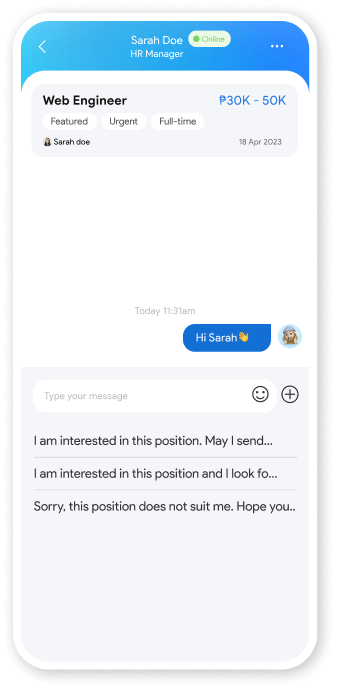 Sarah Doe Online
HR Manager
Web Engineer ₱30K - 50K
Featured Urgent Full-time
Sarah doe 18 Apr 2023
Today 11:31am
Hi Sarah👋
Type your message
I am interested in this position. May I send...
I am interested in this position and I look fo...
Sorry, this position does not suit me. Hope you..